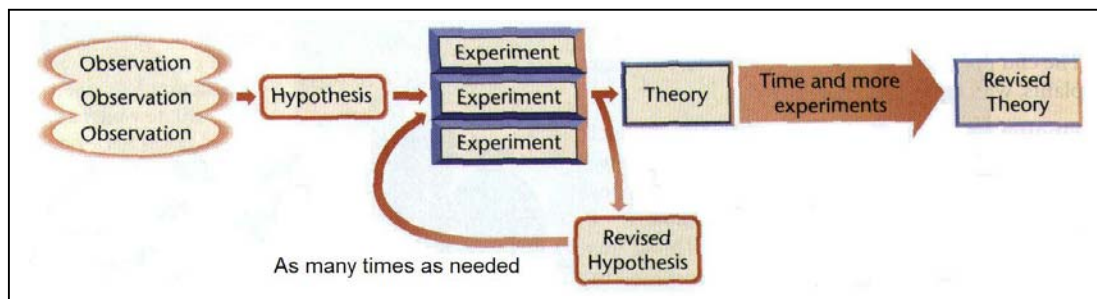 Observation
Observation
Observation
Hypothesis
Experiment
Experiment
Experiment
Theory
Time and more
experiments
Revised
Theory
Revised
Hypothesis
As many times as needed